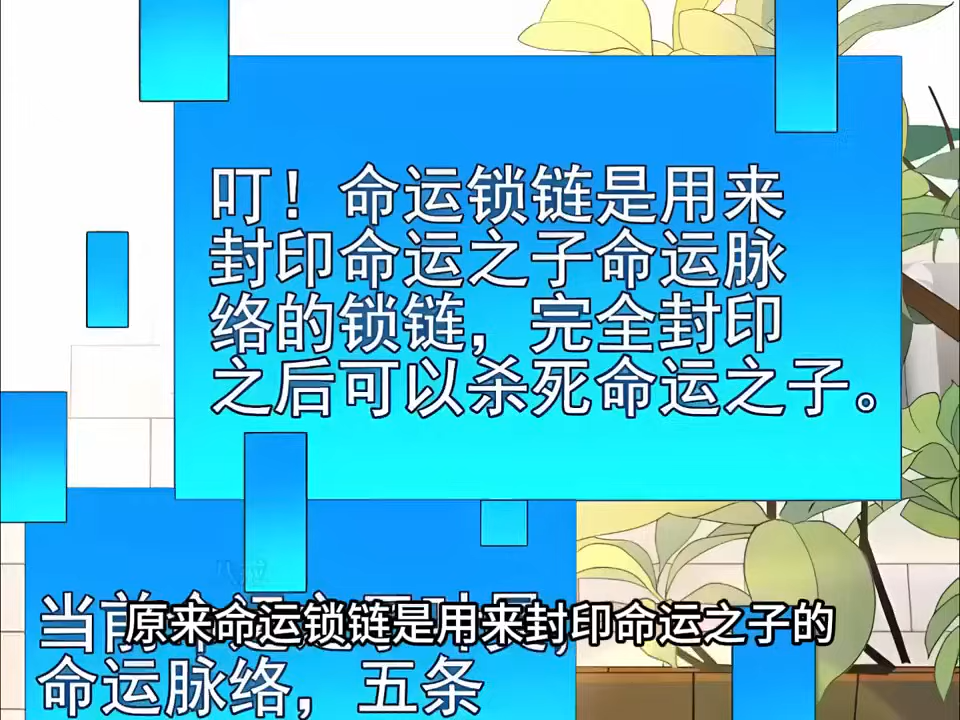 叮！命运锁链是用来
封印命运之子命运脉
络的锁链，完全封印
之后可以杀死命运之子。
当前
原来命运锁链是用来封印命运之子的
命运脉络，五条